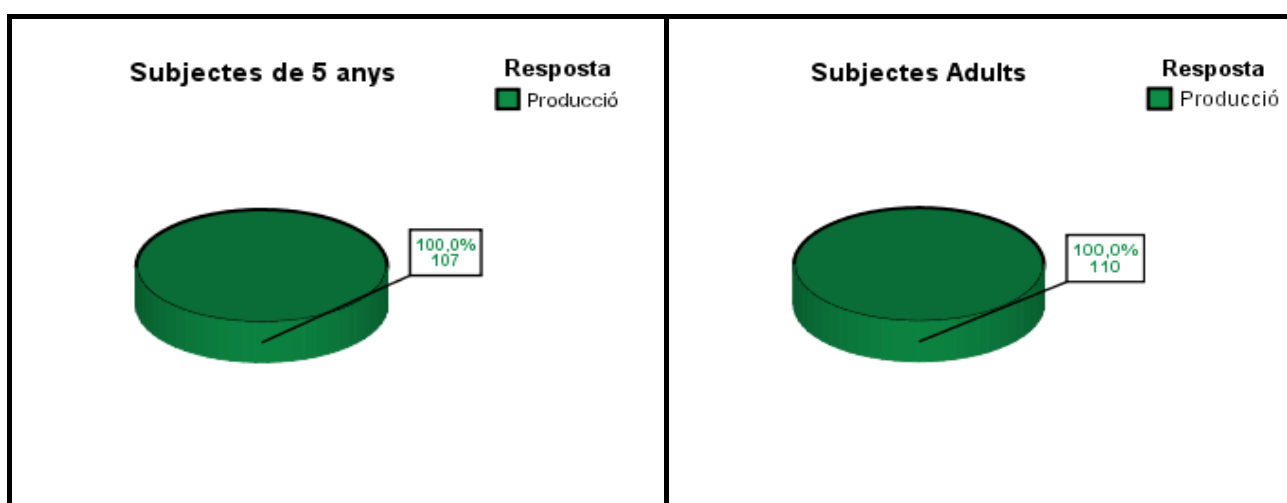 Subjectes de 5 anys
Resposta
Producció
100,0%
107
Subjectes Adults
Resposta
Producció
100,0%
110